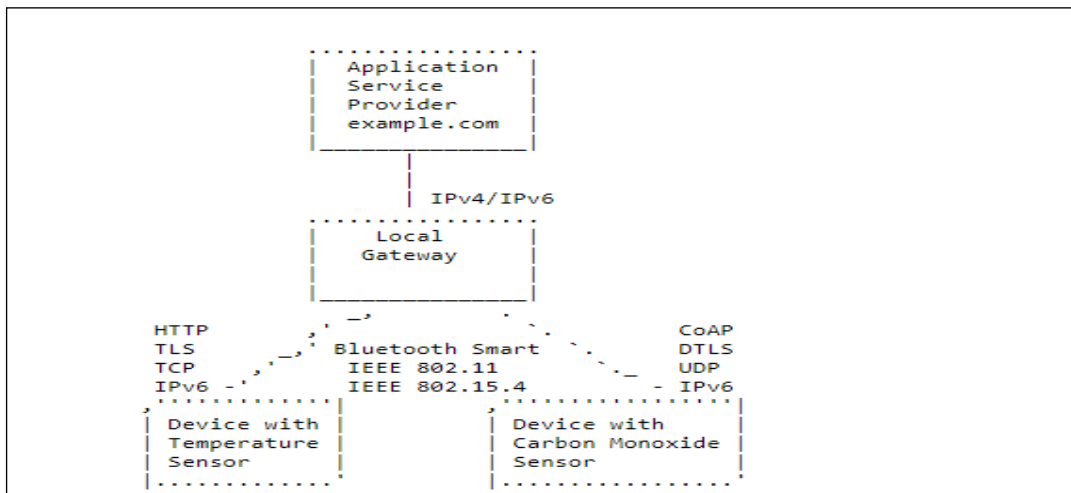 Application
Service
Provider
example.com
IPv4/IPv6
Local
Gateway
HTTP
TLS
TCP
IPv6
Bluetooth Smart
IEEE 802.11
IEEE 802.15.4
CoAP
DTLS
UDP
IPv6
Device with
Temperature
Sensor
Device with
Carbon Monoxide
Sensor